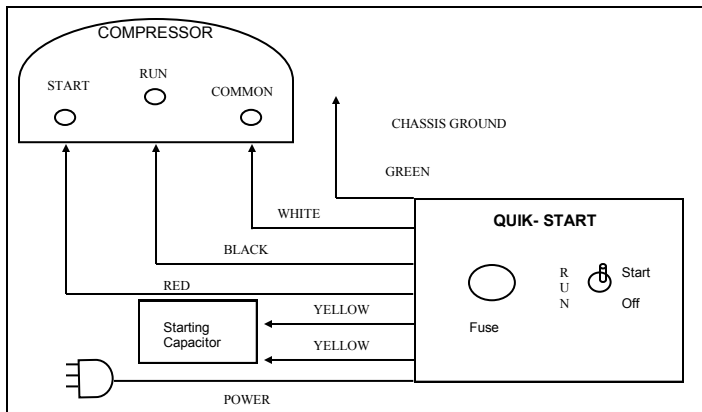 COMPRESSOR
RUN
START
COMMON
CHASSIS GROUND
GREEN
WHITE
QUIK- START
BLACK
RED
R
U
N
Start
Off
Fuse
YELLOW
Starting
Capacitor
YELLOW
POWER